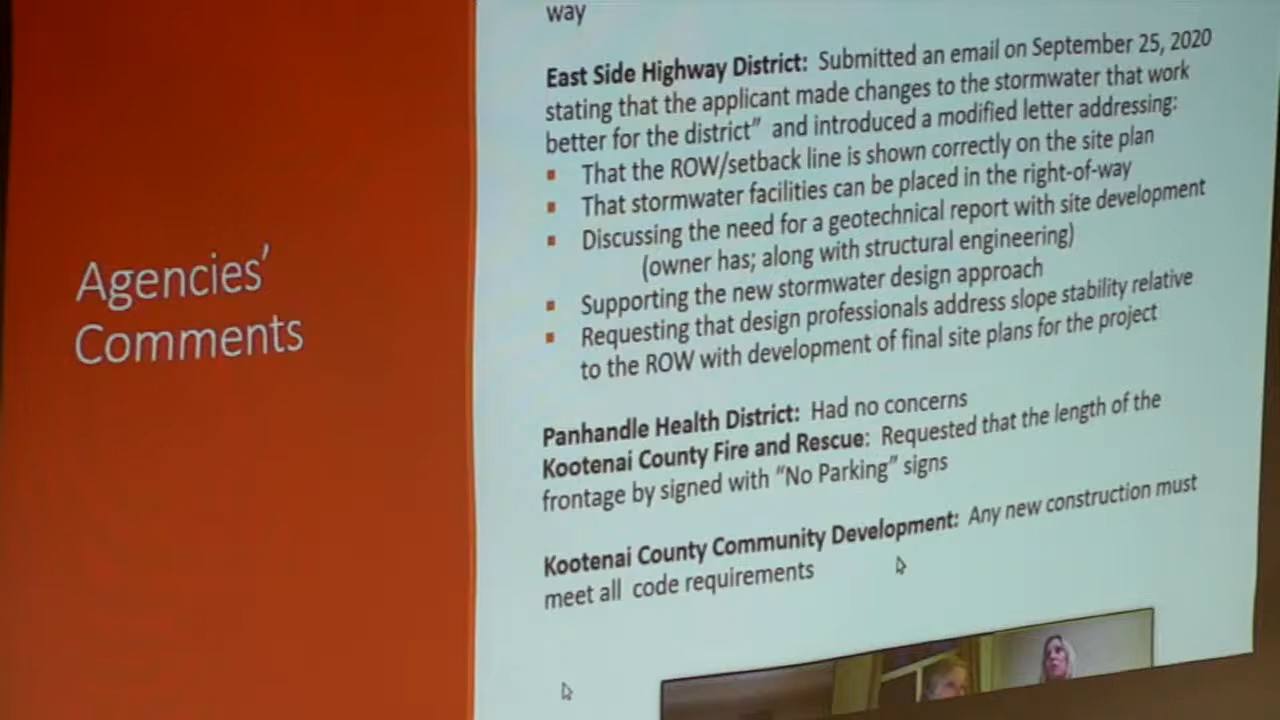 Agencies'
Comments
way
East Side Highway District: Submitted an email on September 25, 2020
stating that the applicant made changes to the stormwater that work
better for the district" and introduced a modified letter addressing:
▪ That the ROW/setback line is shown correctly on the site plan
▪ That stormwater facilities can be placed in the right-of-way
▪ Discussing the need for a geotechnical report with site development
(owner has; along with structural engineering)
▪ Supporting the new stormwater design approach
▪ Requesting that design professionals address slope stability relative
to the ROW with development of final site plans for the project
Panhandle Health District: Had no concerns
Kootenai County Fire and Rescue: Requested that the length of the
frontage by signed with “No Parking” signs
Kootenai County Community Development: Any new construction must
meet all code requirements